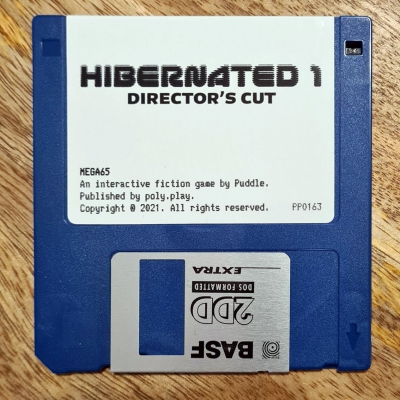 HIBERNATED 1
DIRECTOR'S CUT
MEGA65
An interactive fiction game by Puddle.
Published by poly.play.
Copyright © 2021. All rights reserved. PP0163
EXTRA
DOS FORMATTED
2DD
BASF